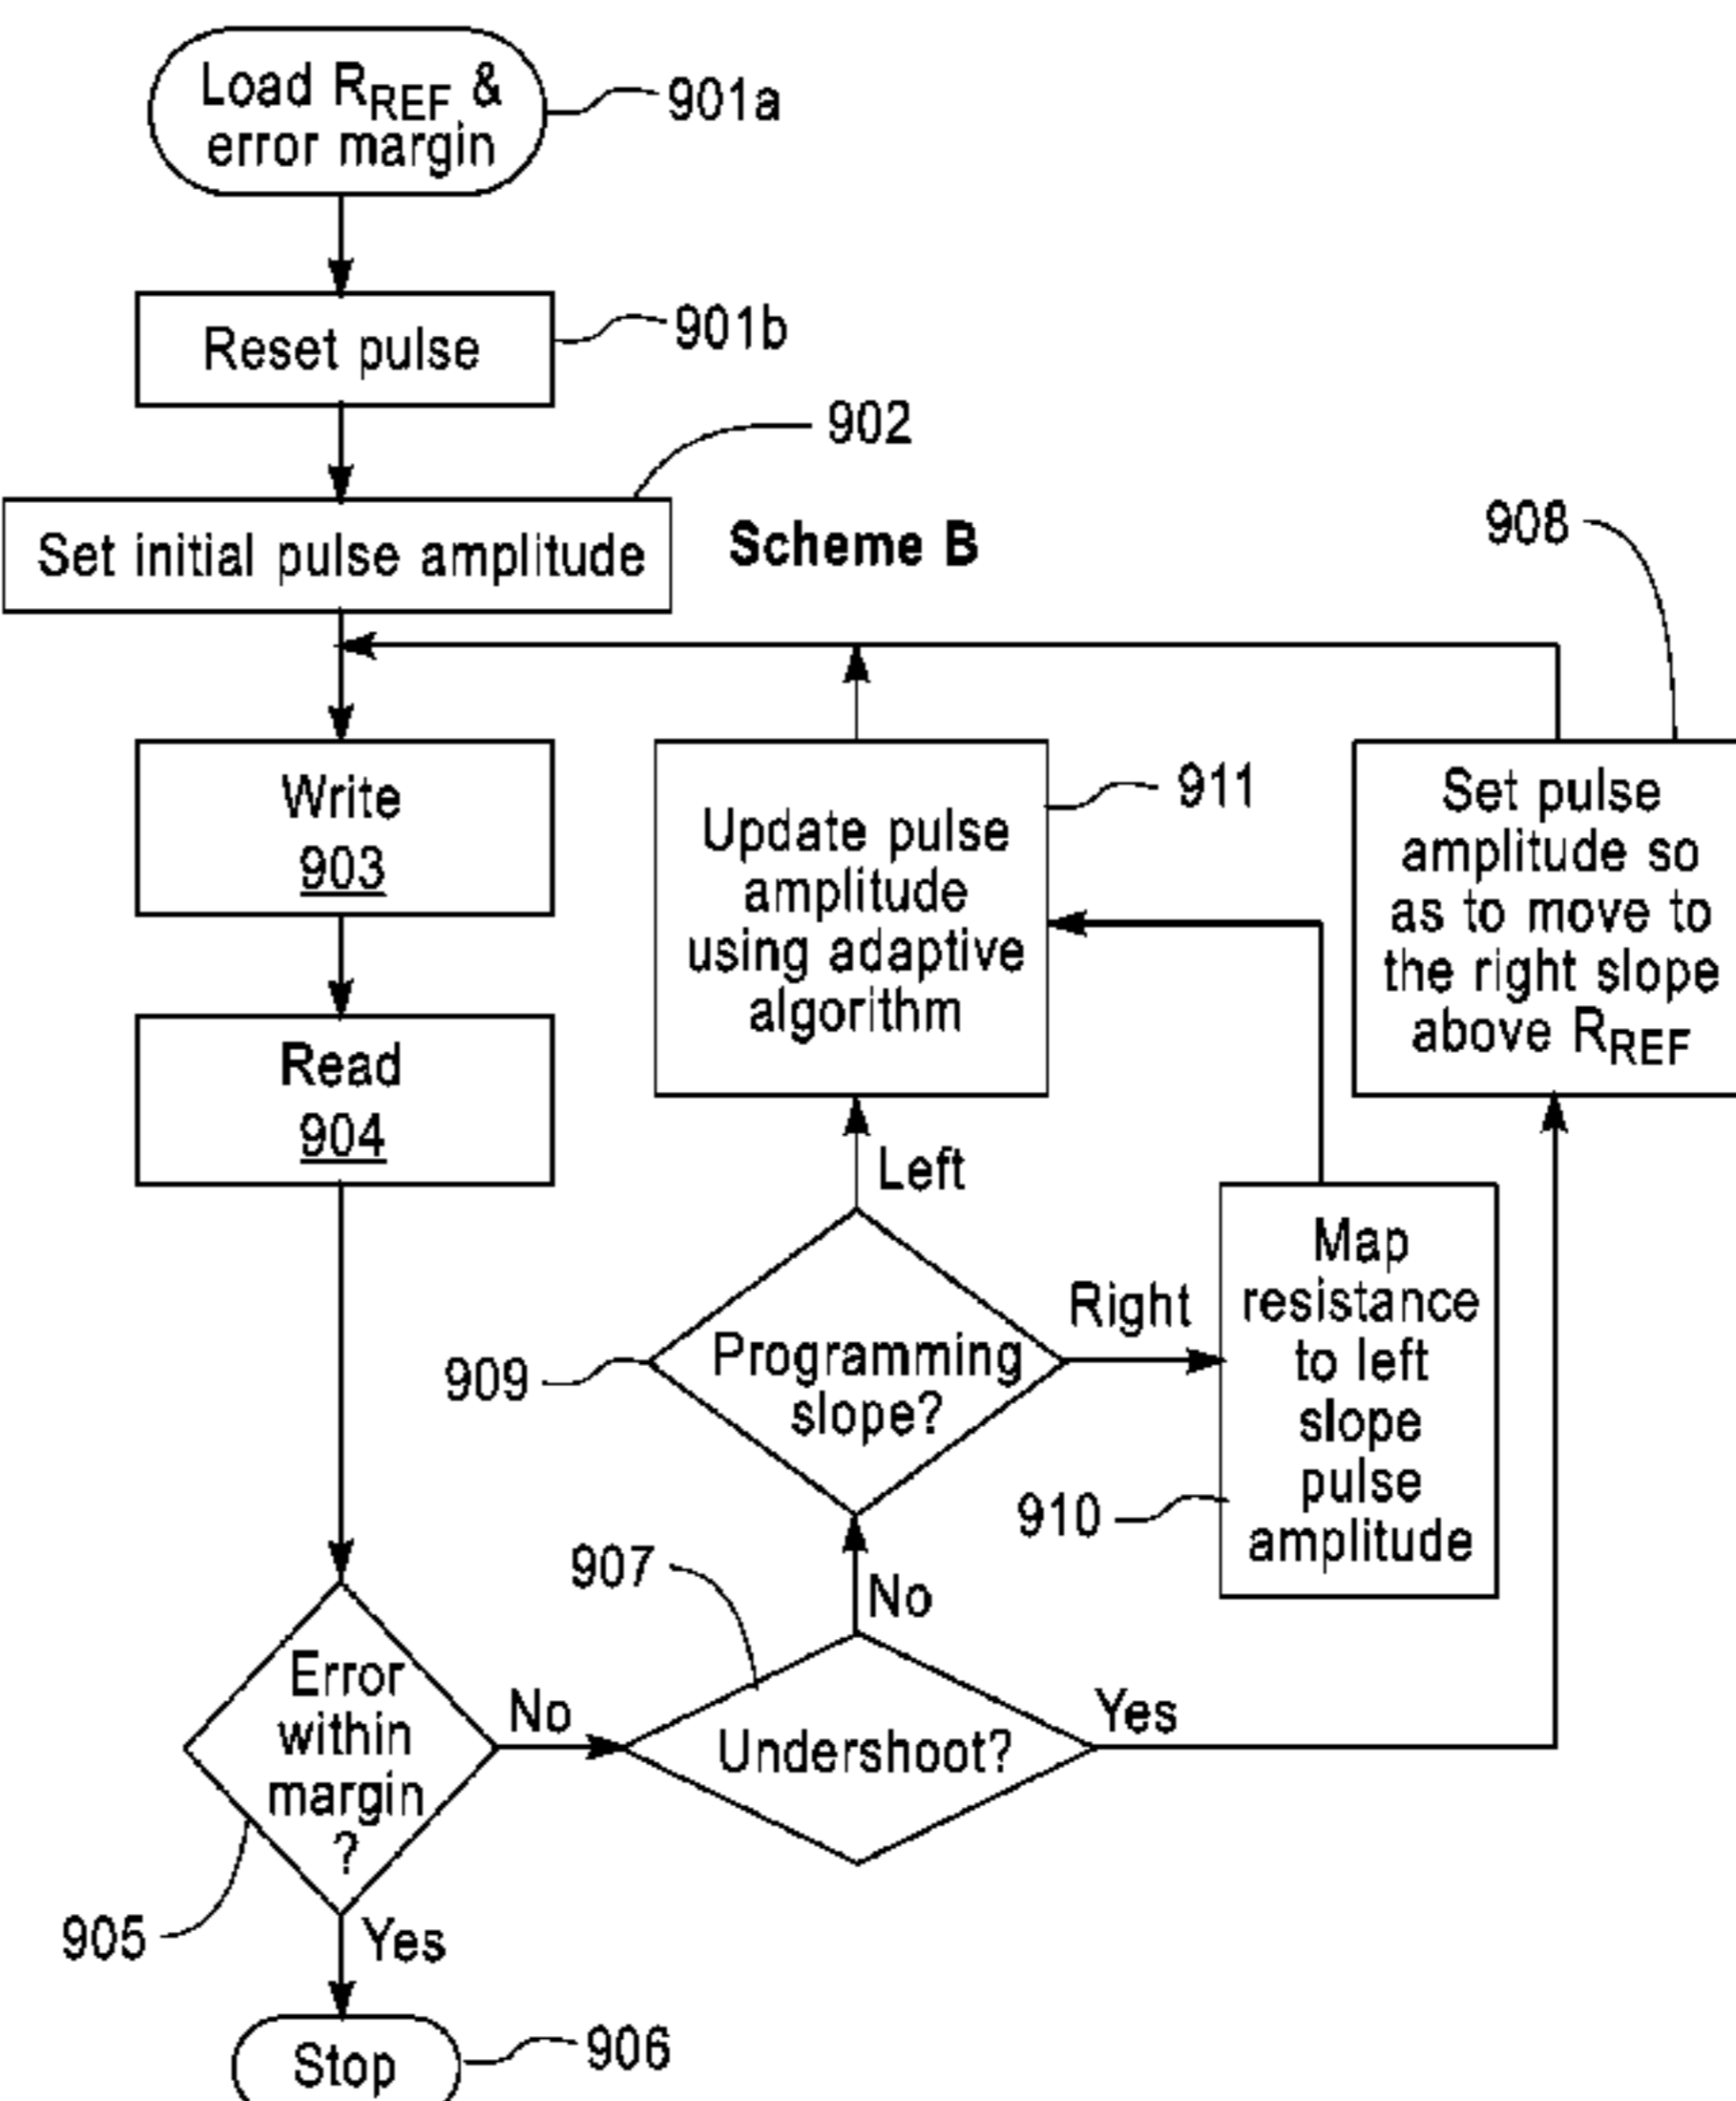 Load RREF &
error margin
901a
Reset pulse
901b
902
Set initial pulse amplitude
Scheme B
908
Write
903
Update pulse
amplitude
using adaptive
algorithm
911
Set pulse
amplitude so
as to move to
the right slope
above RREF
Read
904
Left
Programming
slope?
909
Right
Map
resistance
to left
slope
pulse
amplitude
910
907
No
Error
within
margin
?
No
Undershoot?
Yes
905
Yes
Stop
906